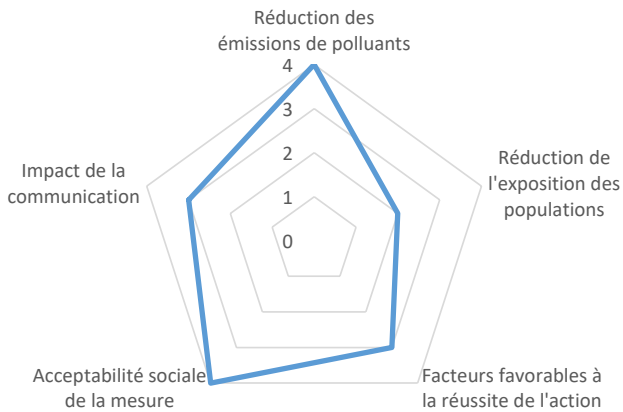 Réduction des
émissions de polluants
4
3
2
1
0
Réduction de
l'exposition des
populations
Facteurs favorables à
la réussite de l'action
Acceptabilité sociale
de la mesure
Impact de la
communication